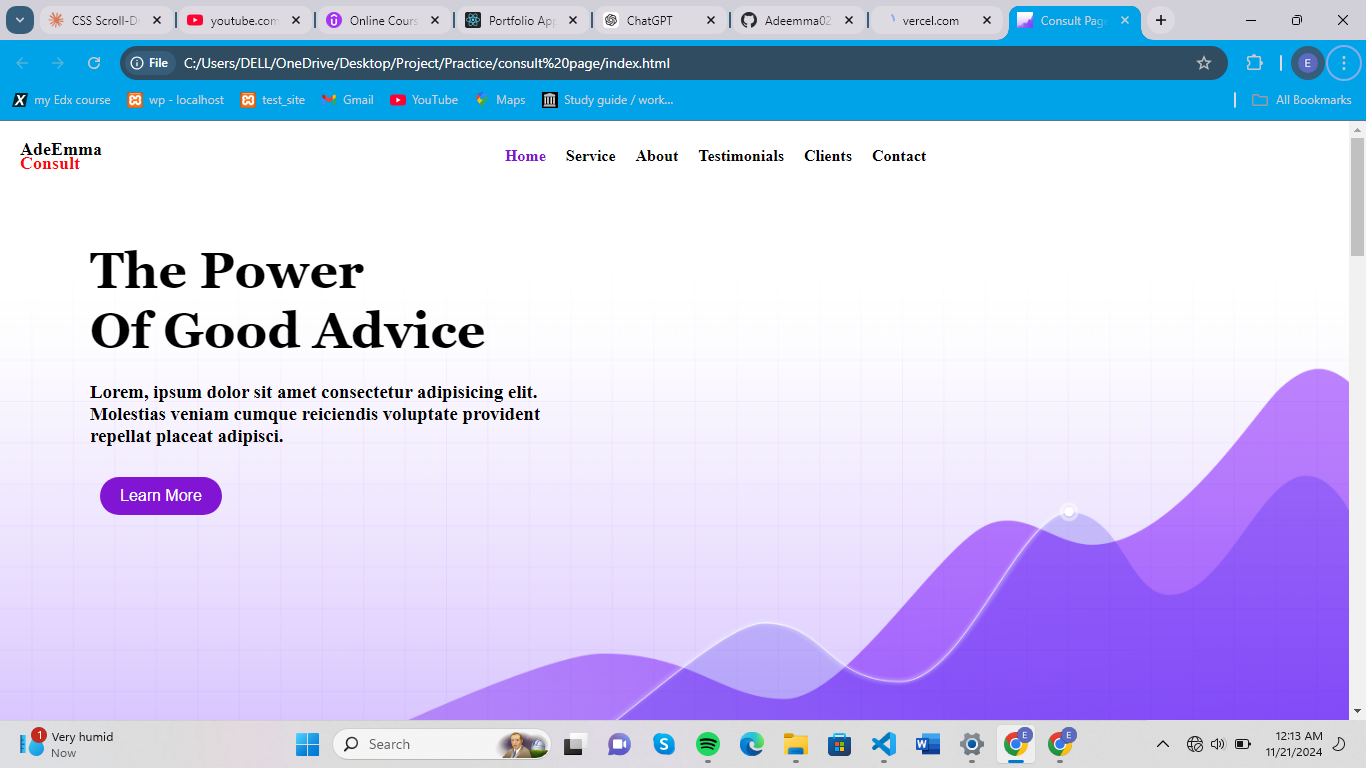 CSS Scroll-D
youtube.com
Online Cours
Portfolio App
ChatGPT
Adeemma02
vercel.com
Consult Page
File
C:/Users/DELL/OneDrive/Desktop/Project/Practice/consult%20page/index.html
E
my Edx course
wp - localhost
test_site
Gmail
YouTube
Maps
Study guide / work...
All Bookmarks
AdeEmma
Consult
Home
Service
About
Testimonials
Clients
Contact
The Power
Of Good Advice
Lorem, ipsum dolor sit amet consectetur adipisicing elit.
Molestias veniam cumque reiciendis voluptate provident
repellat placeat adipisci.
Learn More
1
Very humid
Now
Search
E
E
12:13 AM
11/21/2024